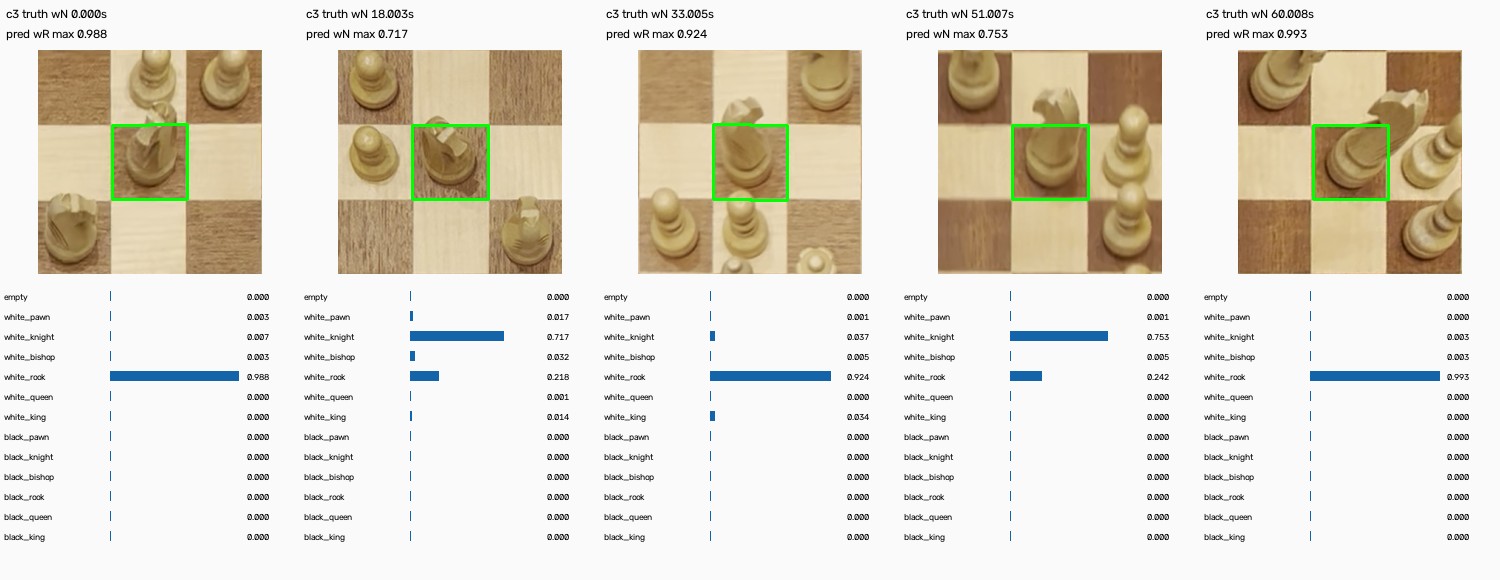 c3 truth wN 0.000s
pred wR max 0.988
empty 0.000
white_pawn 0.003
white_knight 0.007
white_bishop 0.003
white_rook 0.988
white_queen 0.000
white_king 0.000
black_pawn 0.000
black_knight 0.000
black_bishop 0.000
black_rook 0.000
black_queen 0.000
black_king 0.000
c3 truth wN 18.003s
pred wN max 0.717
empty 0.000
white_pawn 0.017
white_knight 0.717
white_bishop 0.032
white_rook 0.218
white_queen 0.001
white_king 0.014
black_pawn 0.000
black_knight 0.000
black_bishop 0.000
black_rook 0.000
black_queen 0.000
black_king 0.000
c3 truth wN 33.005s
pred wR max 0.924
empty 0.000
white_pawn 0.001
white_knight 0.037
white_bishop 0.005
white_rook 0.924
white_queen 0.000
white_king 0.034
black_pawn 0.000
black_knight 0.000
black_bishop 0.000
black_rook 0.000
black_queen 0.000
black_king 0.000
c3 truth wN 51.007s
pred wN max 0.753
empty 0.000
white_pawn 0.001
white_knight 0.753
white_bishop 0.005
white_rook 0.242
white_queen 0.000
white_king 0.000
black_pawn 0.000
black_knight 0.000
black_bishop 0.000
black_rook 0.000
black_queen 0.000
black_king 0.000
c3 truth wN 60.008s
pred wR max 0.993
empty 0.000
white_pawn 0.000
white_knight 0.003
white_bishop 0.003
white_rook 0.993
white_queen 0.000
white_king 0.000
black_pawn 0.000
black_knight 0.000
black_bishop 0.000
black_rook 0.000
black_queen 0.000
black_king 0.000